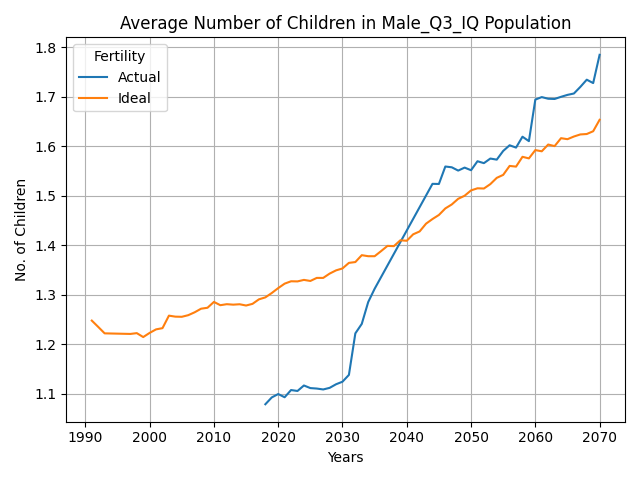 Average Number of Children in Male_Q3_IQ Population
Fertility
Actual
Ideal
No. of Children
1.8
1.7
1.6
1.5
1.4
1.3
1.2
1.1
1990 2000 2010 2020 2030 2040 2050 2060 2070
Years